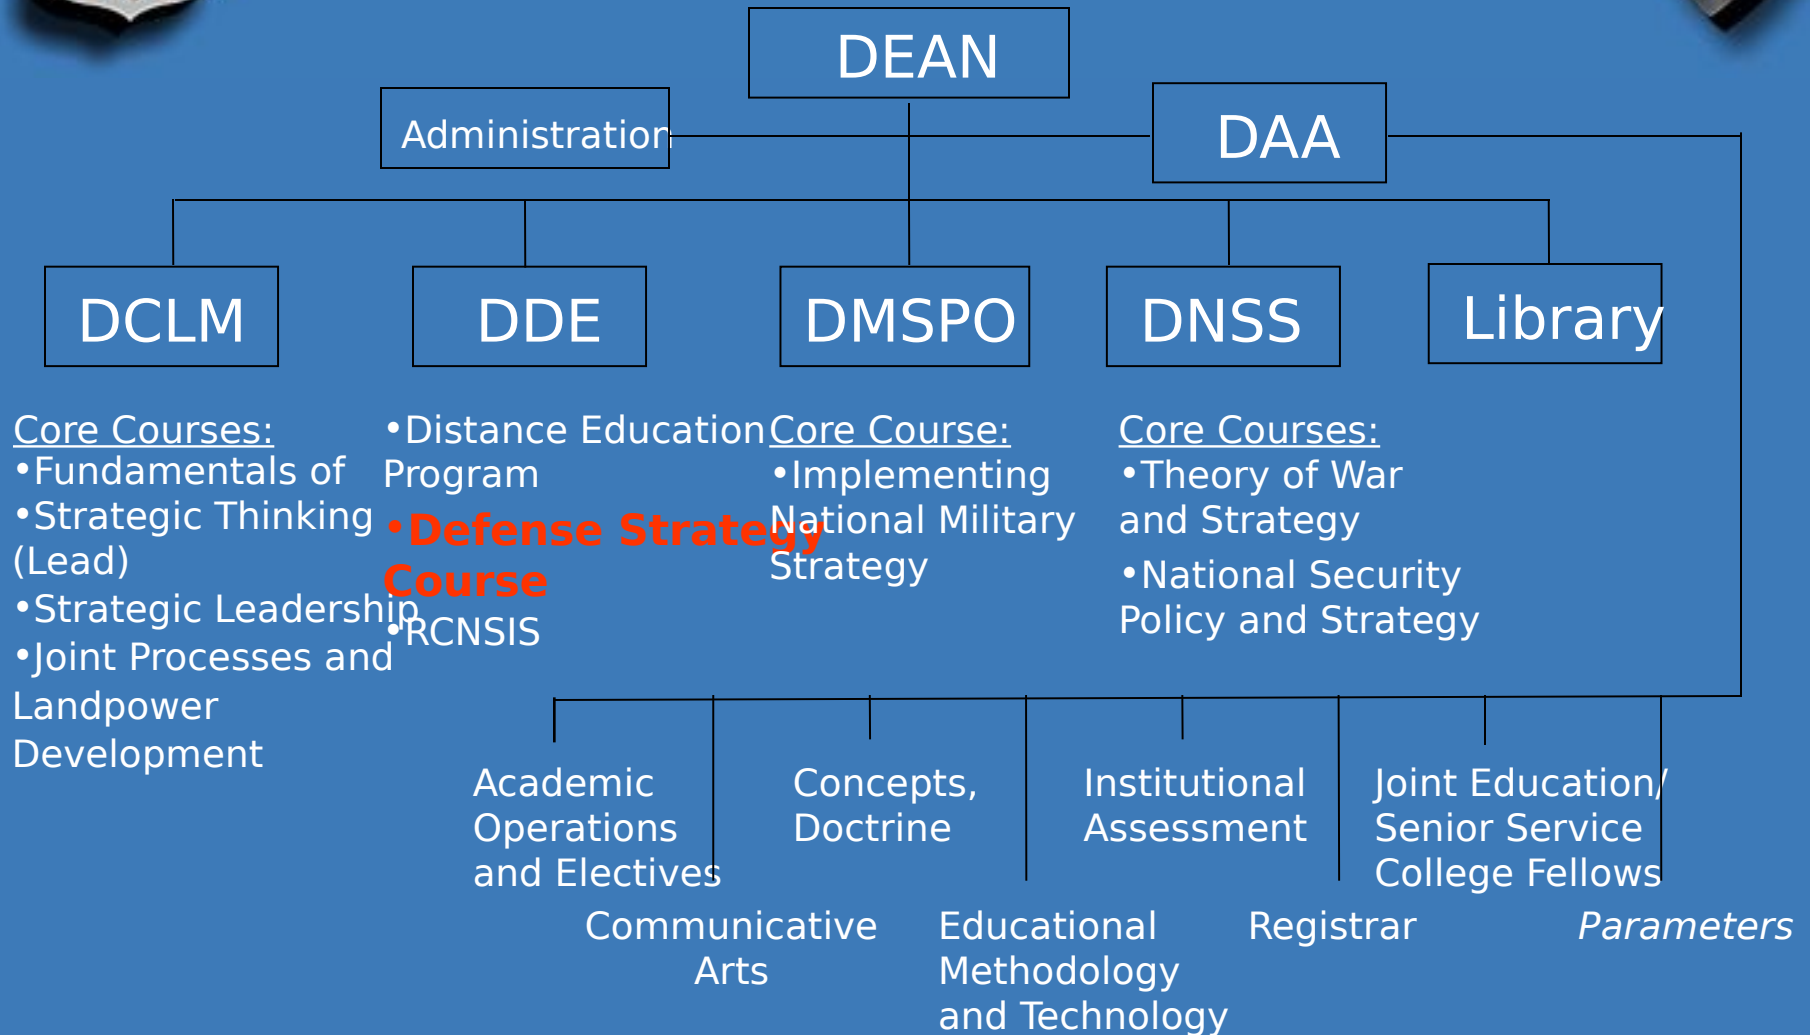 DEAN
Administration
DAA
DCLM
DDE
DMSPO
DNSS
Library
Core Courses:
•Fundamentals of
•Strategic Thinking
(Lead)
•Strategic Leadership
•Joint Processes and
Landpower
Development
•Distance Education
Program
•Defense Strategy
Course
•RCNSIS
Core Course:
•Implementing
National Military
Strategy
Core Courses:
•Theory of War
and Strategy
•National Security
Policy and Strategy
Academic
Operations
and Electives
Communicative
Arts
Concepts,
Doctrine
Educational
Methodology
and Technology
Institutional
Assessment
Registrar
Joint Education/
Senior Service
College Fellows
Parameters